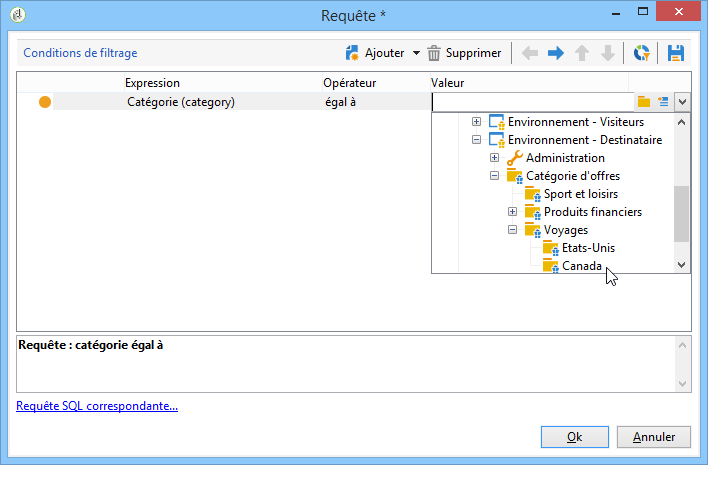 Requête *
Conditions de filtrage Ajouter Supprimer
Expression Opérateur Valeur
Catégorie (category) égal à
Environnement - Visiteurs
Environnement - Destinataire
Administration
Catégorie d'offres
Sport et loisirs
Produits financiers
Voyages
Etats-Unis
Canada
Requête : catégorie égal à
Requête SQL correspondante...
Ok Annuler